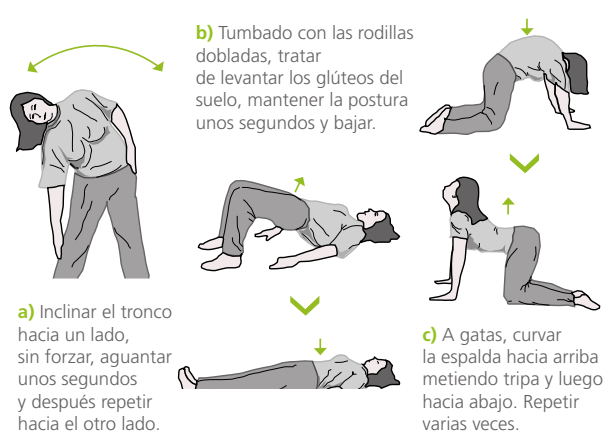 a) Inclinar el tronco
hacia un lado,
sin forzar, aguantar
unos segundos
y después repetir
hacia el otro lado.
b) Tumbado con las rodillas
dobladas, tratar
de levantar los glúteos del
suelo, mantener la postura
unos segundos y bajar.
c) A gatas, curvar
la espalda hacia arriba
metiendo tripa y luego
hacia abajo. Repetir
varias veces.